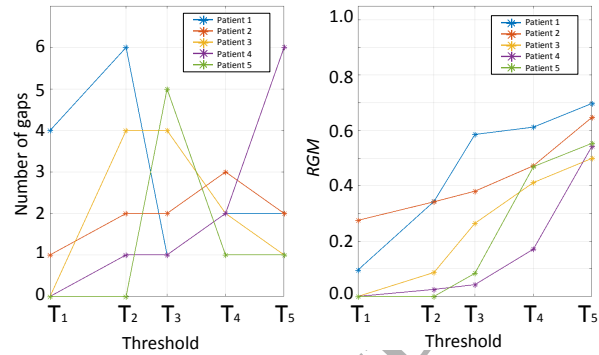 Number of gaps
6
5
4
3
2
1
0
Patient 1
Patient 2
Patient 3
Patient 4
Patient 5
T1 T2 T3 T4 T5
Threshold
RGM
1.0
0.8
0.6
0.4
0.2
0.0
Patient 1
Patient 2
Patient 3
Patient 4
Patient 5
T1 T2 T3 T4 T5
Threshold